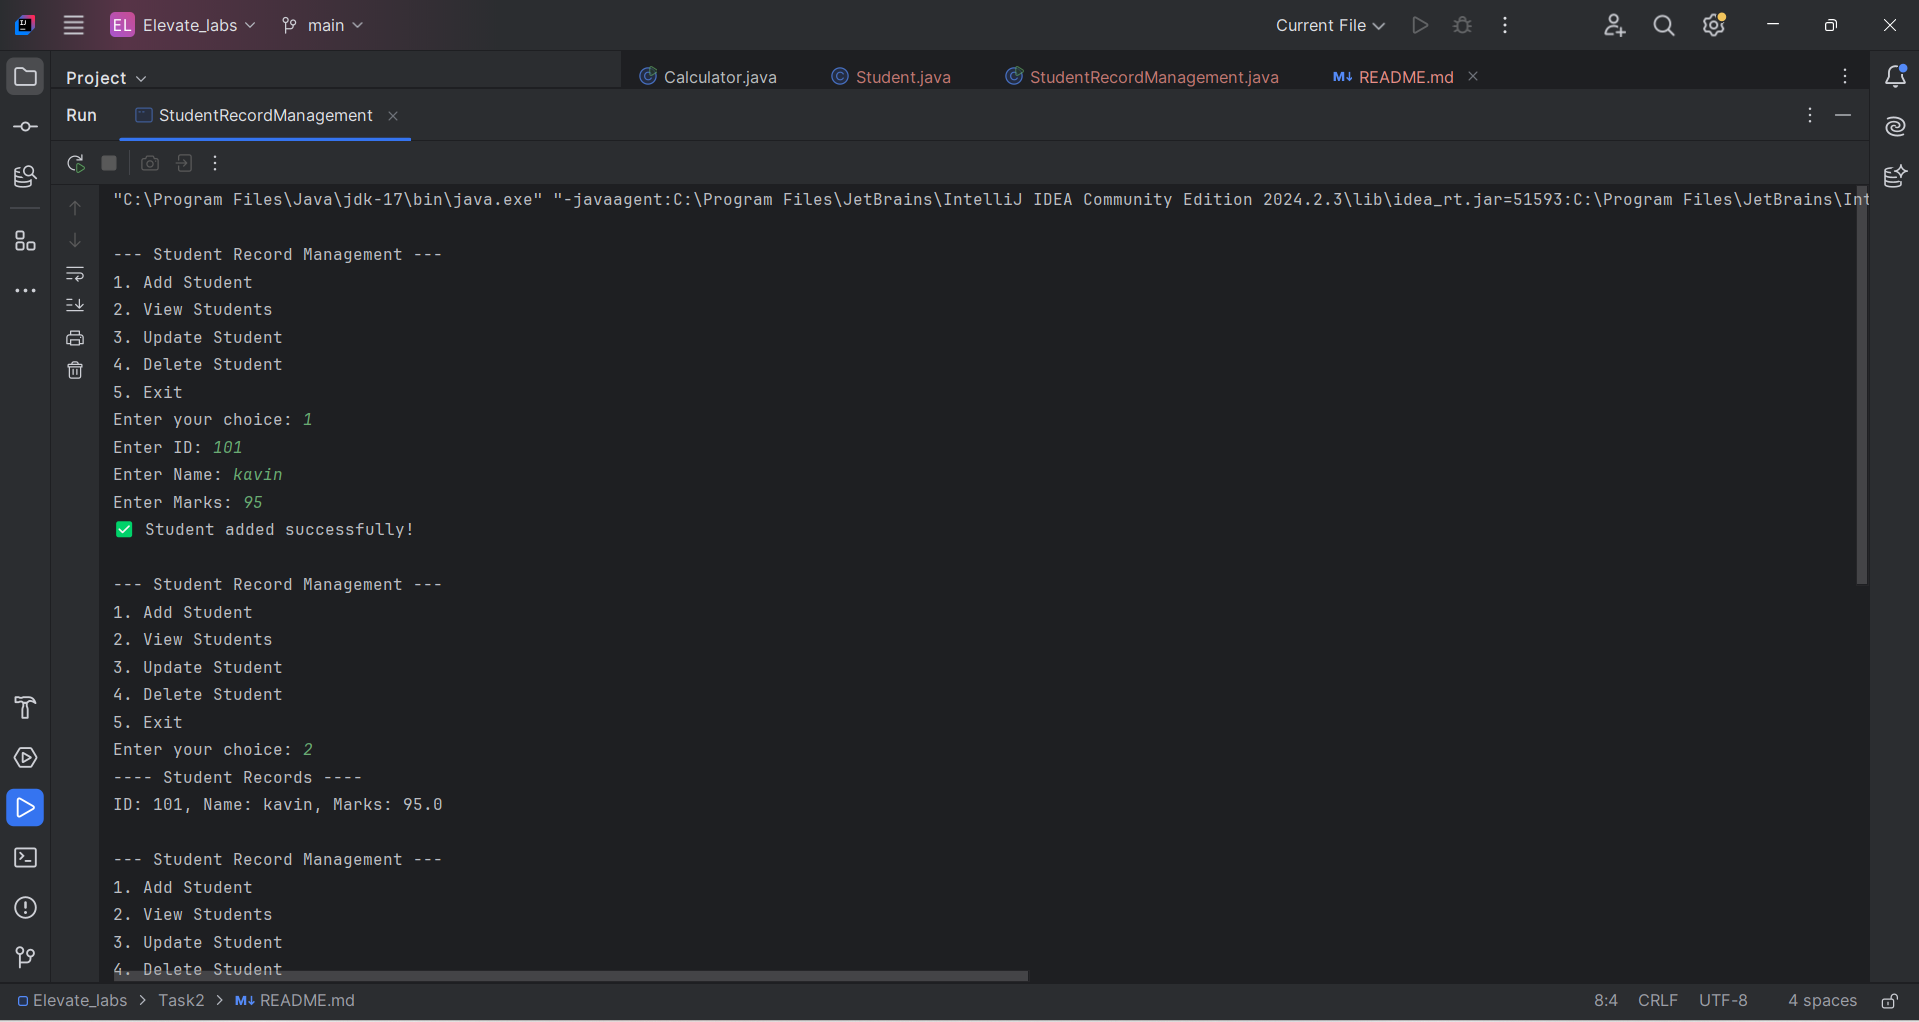 EL Elevate_labs main Current File
Project Calculator.java Student.java StudentRecordManagement.java M↓ README.md
Run StudentRecordManagement
"C:\Program Files\Java\jdk-17\bin\java.exe" "-javaagent:C:\Program Files\JetBrains\IntelliJ IDEA Community Edition 2024.2.3\lib\idea_rt.jar=51593:C:\Program Files\JetBrains\Int
--- Student Record Management ---
1. Add Student
2. View Students
3. Update Student
4. Delete Student
5. Exit
Enter your choice: 1
Enter ID: 101
Enter Name: kavin
Enter Marks: 95
✅ Student added successfully!
--- Student Record Management ---
1. Add Student
2. View Students
3. Update Student
4. Delete Student
5. Exit
Enter your choice: 2
---- Student Records ----
ID: 101, Name: kavin, Marks: 95.0
--- Student Record Management ---
1. Add Student
2. View Students
3. Update Student
4. Delete Student
Elevate_labs > Task2 > M↓ README.md 8:4 CRLF UTF-8 4 spaces